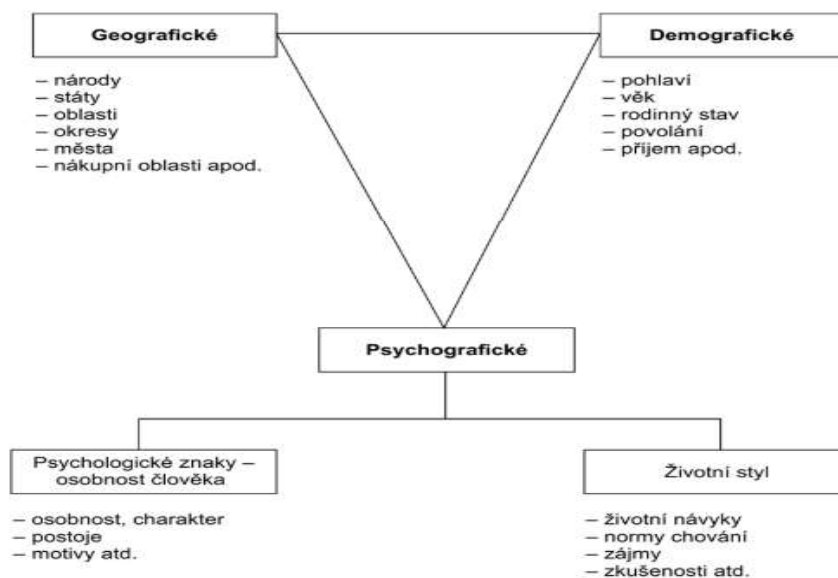 Geografické
– národy
– státy
– oblasti
– okresy
– města
– nákupní oblasti apod.
Demografické
– pohlaví
– věk
– rodinný stav
– povolání
– příjem apod.
Psychografické
Psychologické znaky –
osobnost člověka
– osobnost, charakter
– postoje
– motivy atd.
Životní styl
– životní návyky
– normy chování
– zájmy
– zkušenosti atd.